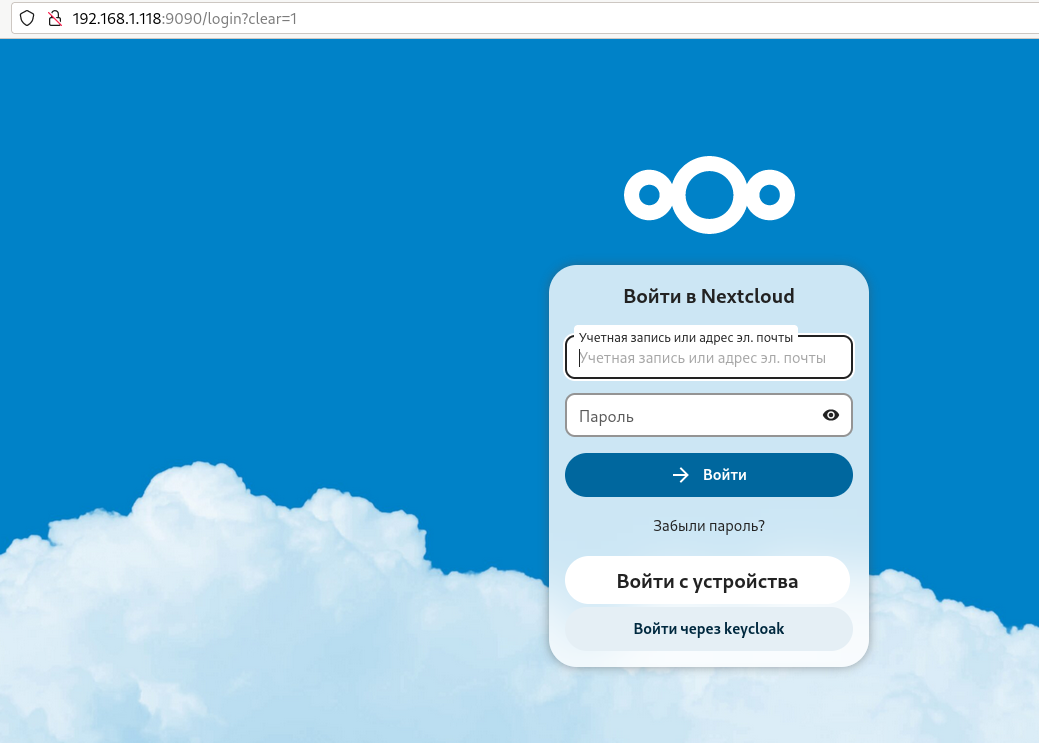 192.168.1.118:9090/login?clear=1
Войти в Nextcloud
Учетная запись или адрес эл. почты
Учетная запись или адрес эл. почты
Пароль
Войти
Забыли пароль?
Войти с устройства
Войти через keycloak